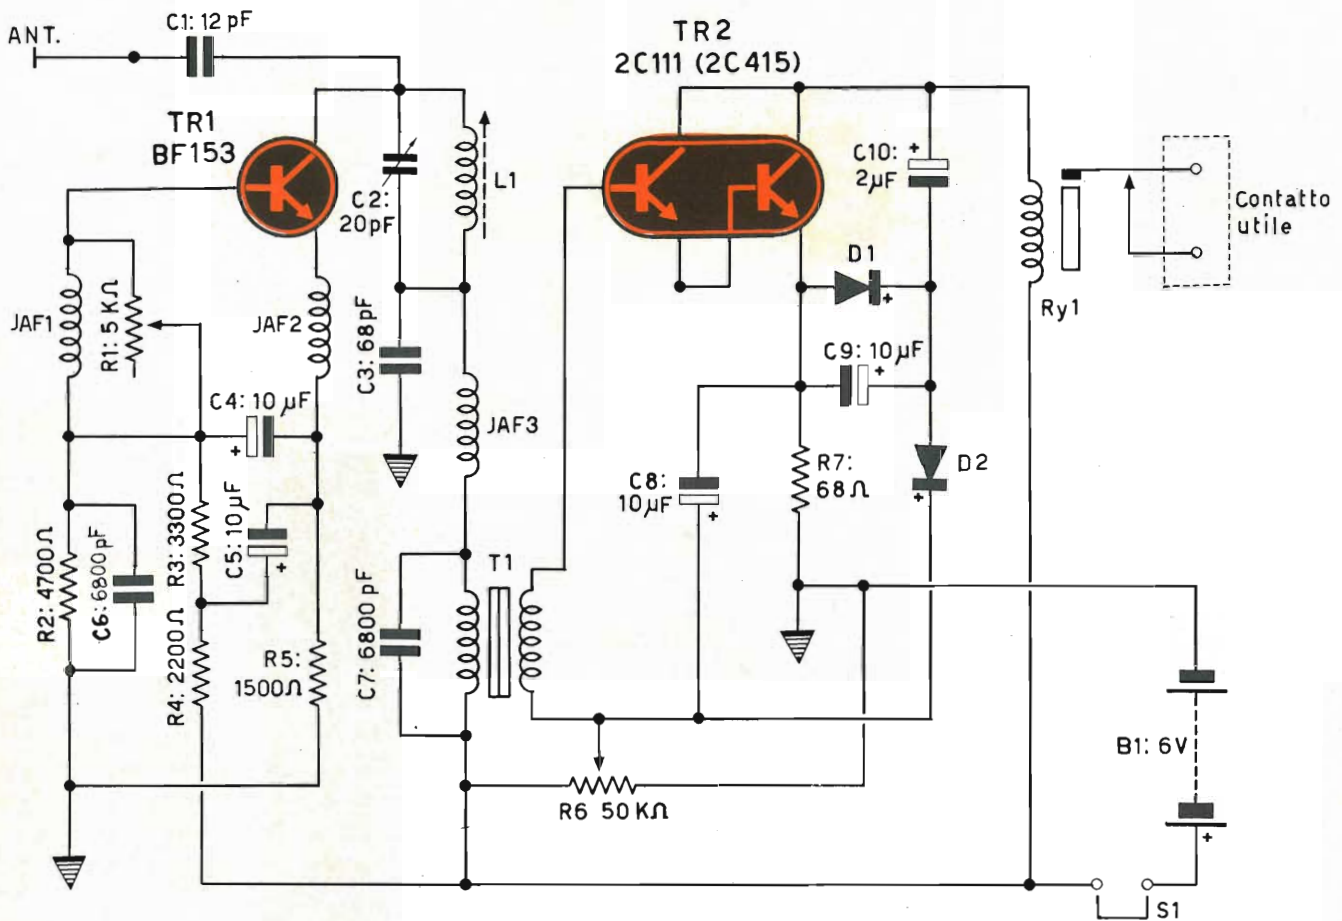 ANT.
C1: 12 pF
TR1
BF153
C2:
20pF
L1
TR2
2C111 (2C415)
C10:
2µF
+
Contatto
utile
D1
+
Ry1
JAF1
R1: 5 KΩ
JAF2
C3: 68pF
C9: 10µF
+
C4: 10 µF
+
JAF3
R7:
68Ω
D2
+
C8:
10µF
+
R2: 4700Ω
C6: 6800pF
R3: 3300Ω
C5: 10µF
+
T1
C7: 6800 pF
R4: 2200Ω
R5:
1500Ω
B1: 6V
+
R6 50 KΩ
S1